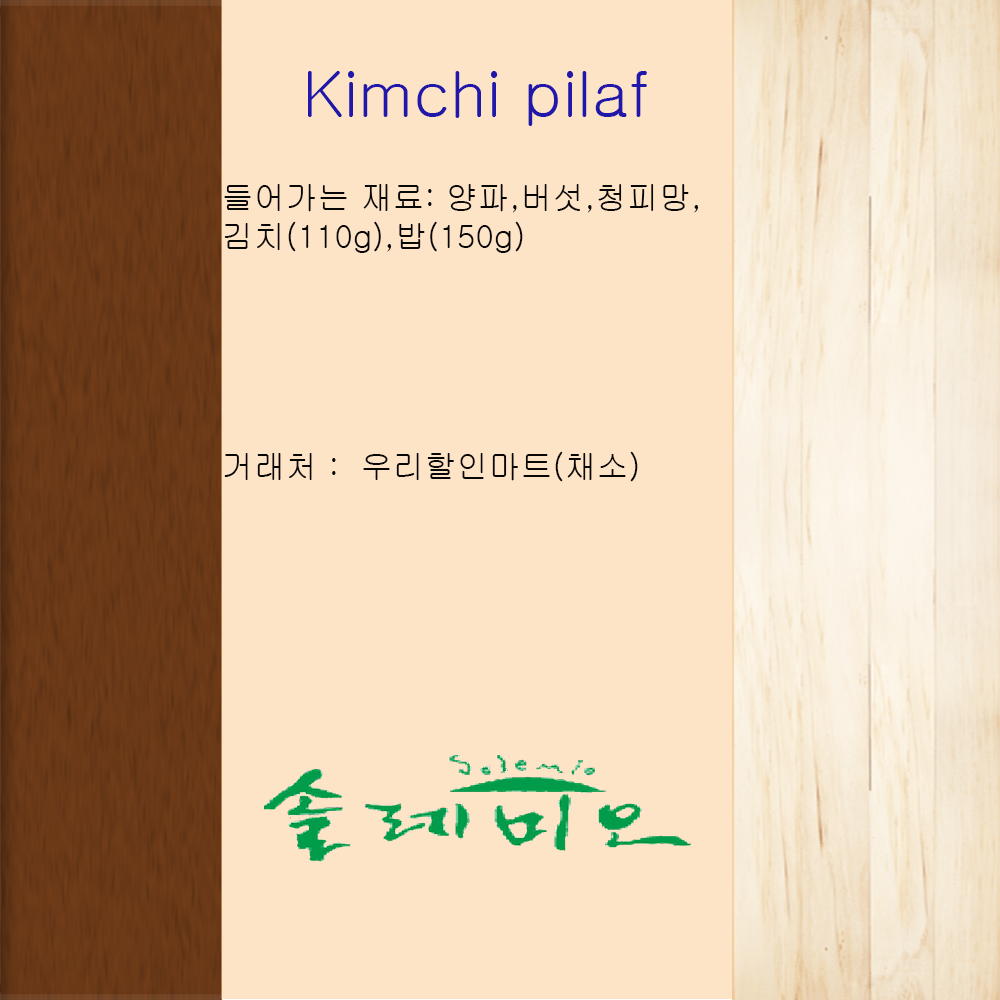 Kimchi pilaf
들어가는 재료: 양파,버섯,청피망,
김치(110g),밥(150g)
거래처 : 우리할인마트(채소)
Solemio
솔레미오